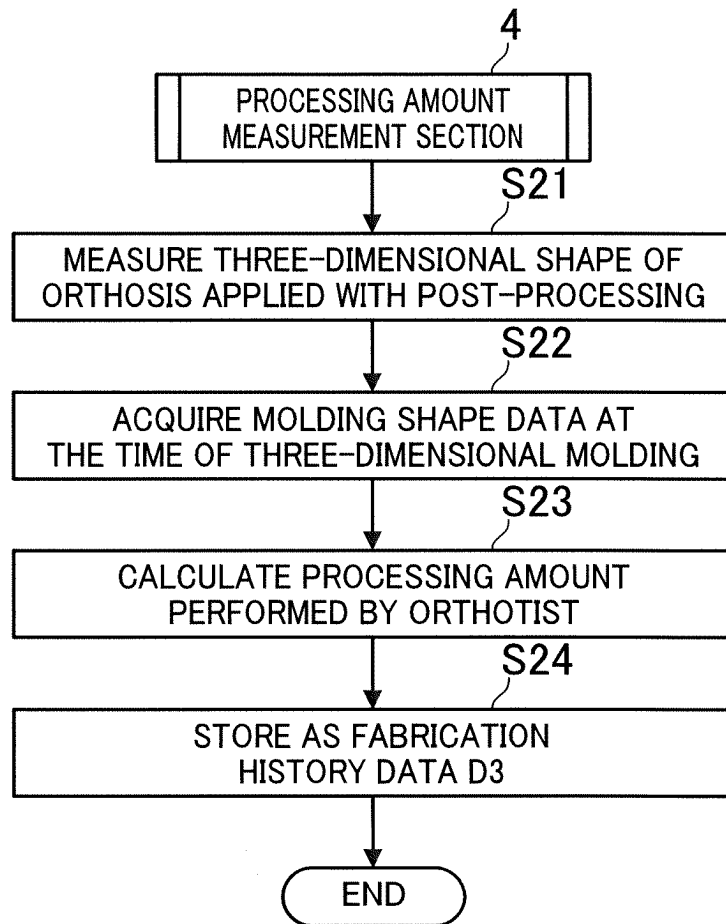 4
PROCESSING AMOUNT
MEASUREMENT SECTION
S21
MEASURE THREE-DIMENSIONAL SHAPE OF
ORTHOSIS APPLIED WITH POST-PROCESSING
S22
ACQUIRE MOLDING SHAPE DATA AT
THE TIME OF THREE-DIMENSIONAL MOLDING
S23
CALCULATE PROCESSING AMOUNT
PERFORMED BY ORTHOTIST
S24
STORE AS FABRICATION
HISTORY DATA D3
END